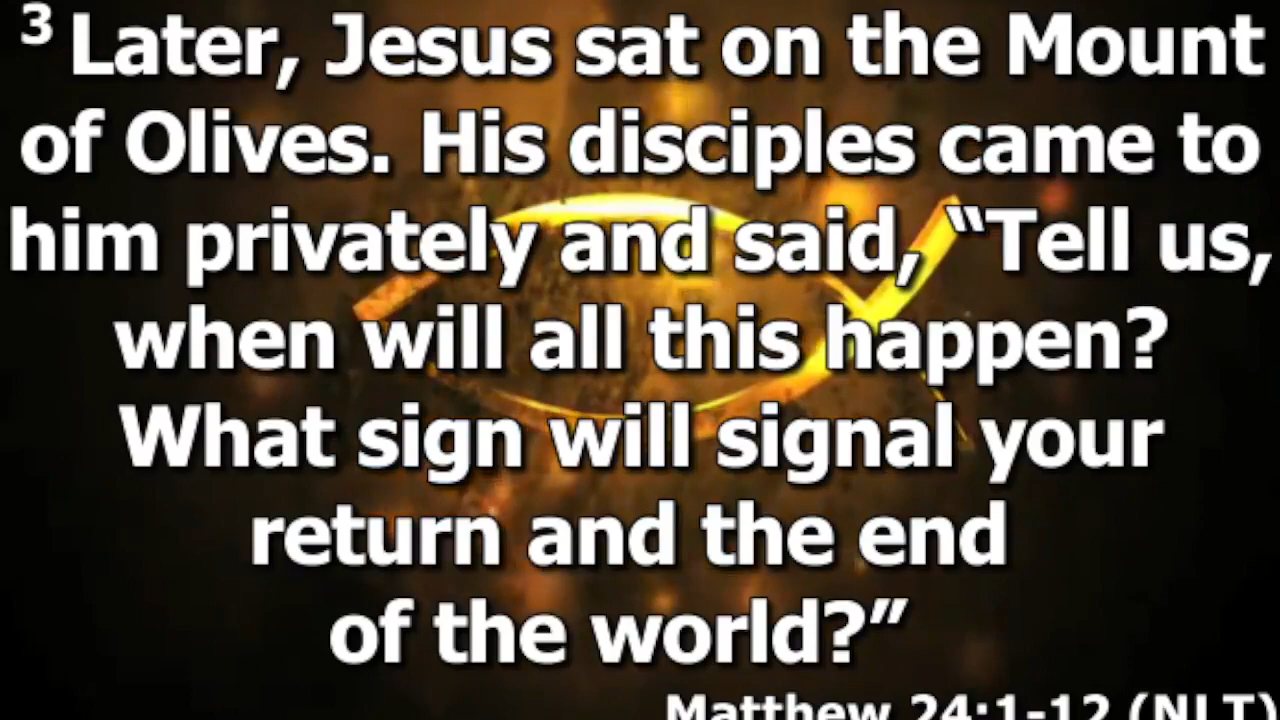 3 Later, Jesus sat on the Mount
of Olives. His disciples came to
him privately and said, “Tell us,
when will all this happen?
What sign will signal your
return and the end
of the world?”
Matthew 24:1-12 (NLT)